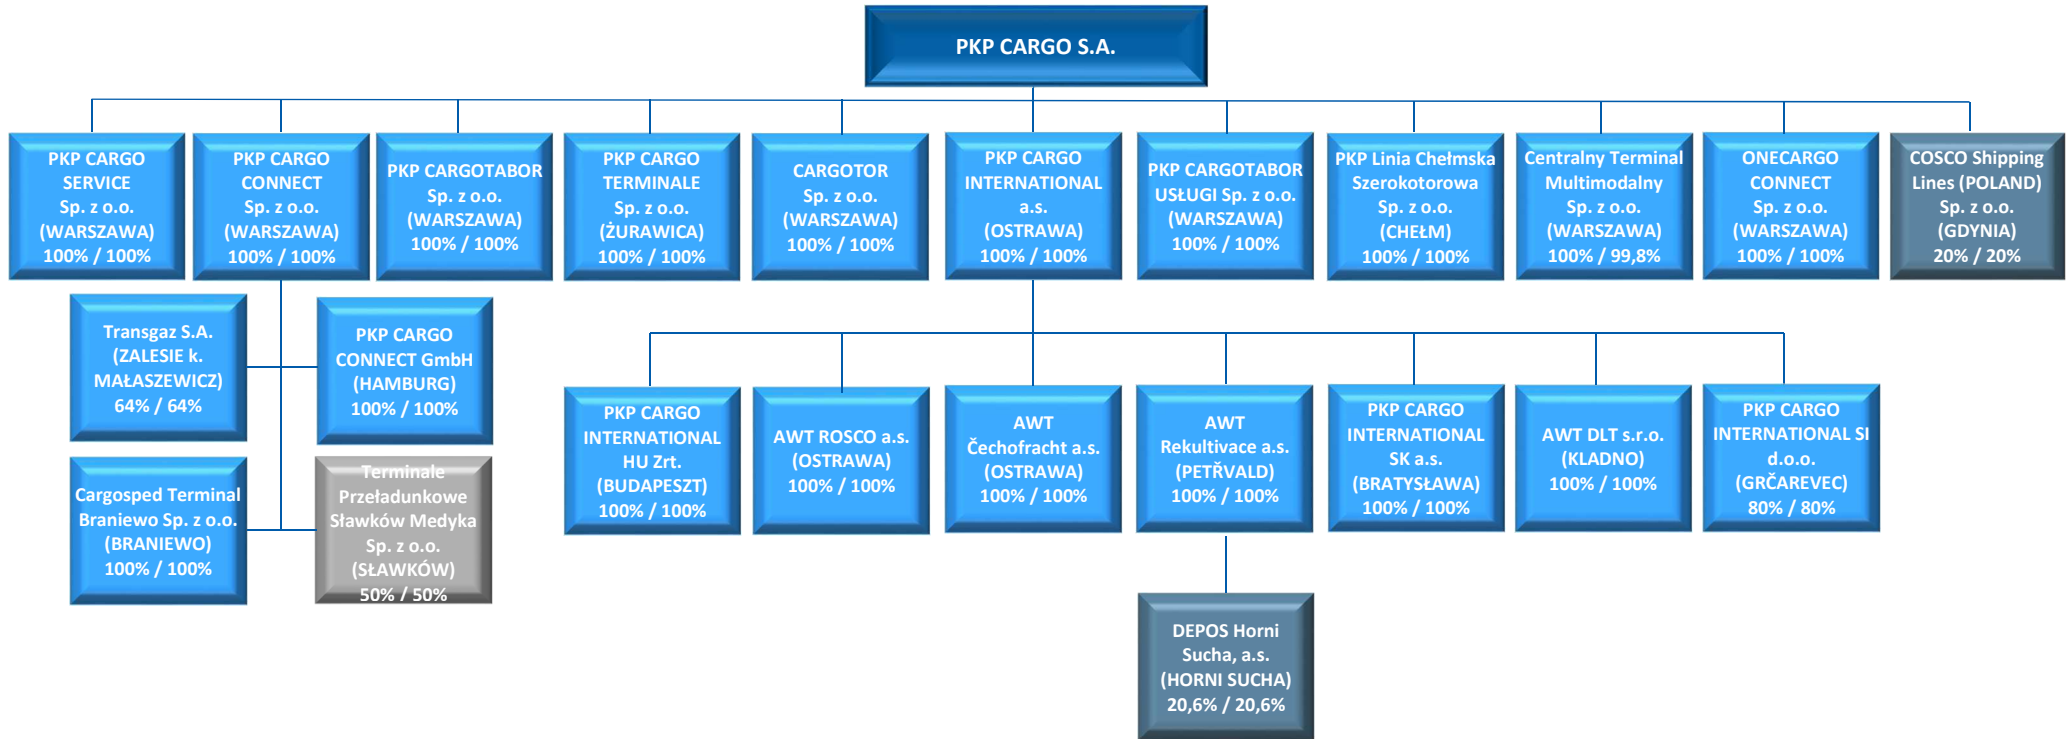 PKP CARGO S.A.
PKP CARGO
SERVICE
Sp. z o.o.
(WARSZAWA)
100% / 100%
PKP CARGO
CONNECT
Sp. z o.o.
(WARSZAWA)
100% / 100%
PKP CARGOTABOR
Sp. z o.o.
(WARSZAWA)
100% / 100%
PKP CARGO
TERMINALE
Sp. z o.o.
(ŻURAWICA)
100% / 100%
CARGOTOR
Sp. z o.o.
(WARSZAWA)
100% / 100%
PKP CARGO
INTERNATIONAL
a.s.
(OSTRAWA)
100% / 100%
PKP CARGOTABOR
USŁUGI Sp. z o.o.
(WARSZAWA)
100% / 100%
PKP Linia Chełmska
Szerokotorowa
Sp. z o.o.
(CHEŁM)
100% / 100%
Centralny Terminal
Multimodalny
Sp. z o.o.
(WARSZAWA)
100% / 99,8%
ONECARGO
CONNECT
Sp. z o.o.
(WARSZAWA)
100% / 100%
COSCO Shipping
Lines (POLAND)
Sp. z o.o.
(GDYNIA)
20% / 20%
Transgaz S.A.
(ZALESIE k.
MAŁASZEWICZ)
64% / 64%
PKP CARGO
CONNECT GmbH
(HAMBURG)
100% / 100%
Cargosped Terminal
Braniewo Sp. z o.o.
(BRANIEWO)
100% / 100%
Terminale
Przeładunkowe
Sławków Medyka
Sp. z o.o.
(SŁAWKÓW)
50% / 50%
PKP CARGO
INTERNATIONAL
HU Zrt.
(BUDAPESZT)
100% / 100%
AWT ROSCO a.s.
(OSTRAWA)
100% / 100%
AWT
Čechofracht a.s.
(OSTRAWA)
100% / 100%
AWT
Rekultivace a.s.
(PETŘVALD)
100% / 100%
PKP CARGO
INTERNATIONAL
SK a.s.
(BRATYSŁAWA)
100% / 100%
AWT DLT s.r.o.
(KLADNO)
100% / 100%
PKP CARGO
INTERNATIONAL SI
d.o.o.
(GRČAREVEC)
80% / 80%
DEPOS Horni
Sucha, a.s.
(HORNI SUCHA)
20,6% / 20,6%